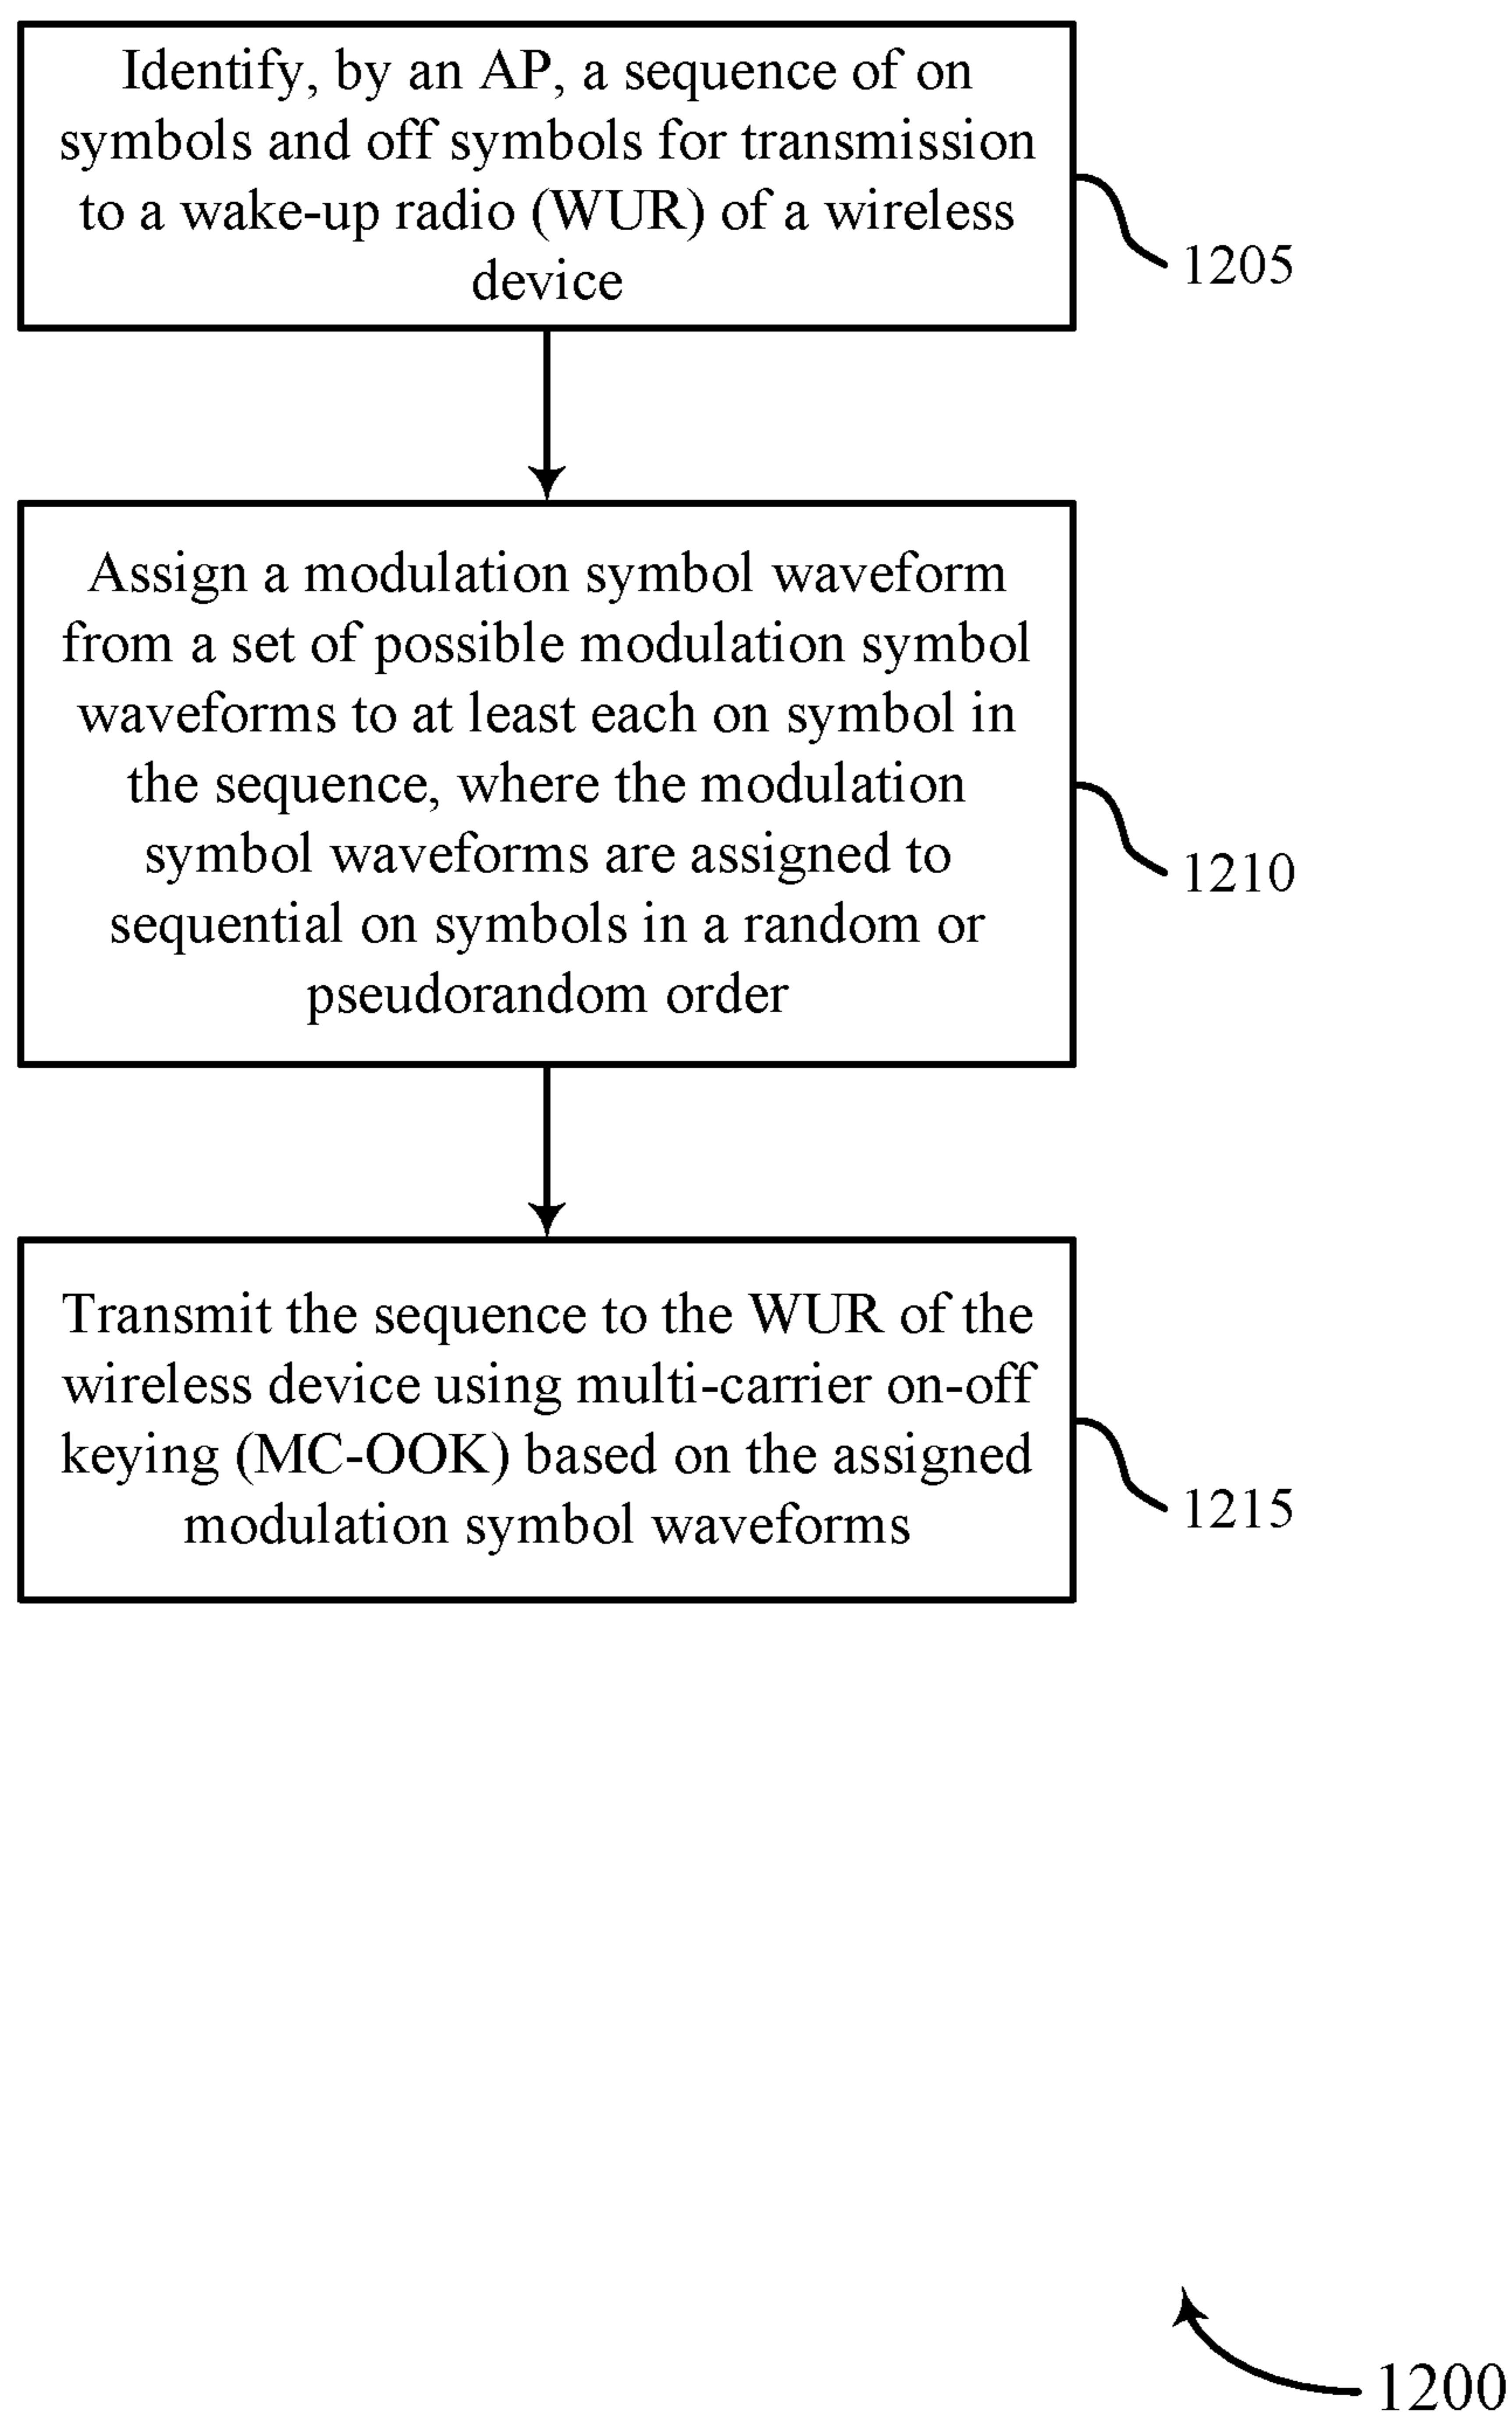 Identify, by an AP, a sequence of on
symbols and off symbols for transmission
to a wake-up radio (WUR) of a wireless
device
1205
Assign a modulation symbol waveform
from a set of possible modulation symbol
waveforms to at least each on symbol in
the sequence, where the modulation
symbol waveforms are assigned to
sequential on symbols in a random or
pseudorandom order
1210
Transmit the sequence to the WUR of the
wireless device using multi-carrier on-off
keying (MC-OOK) based on the assigned
modulation symbol waveforms
1215
1200